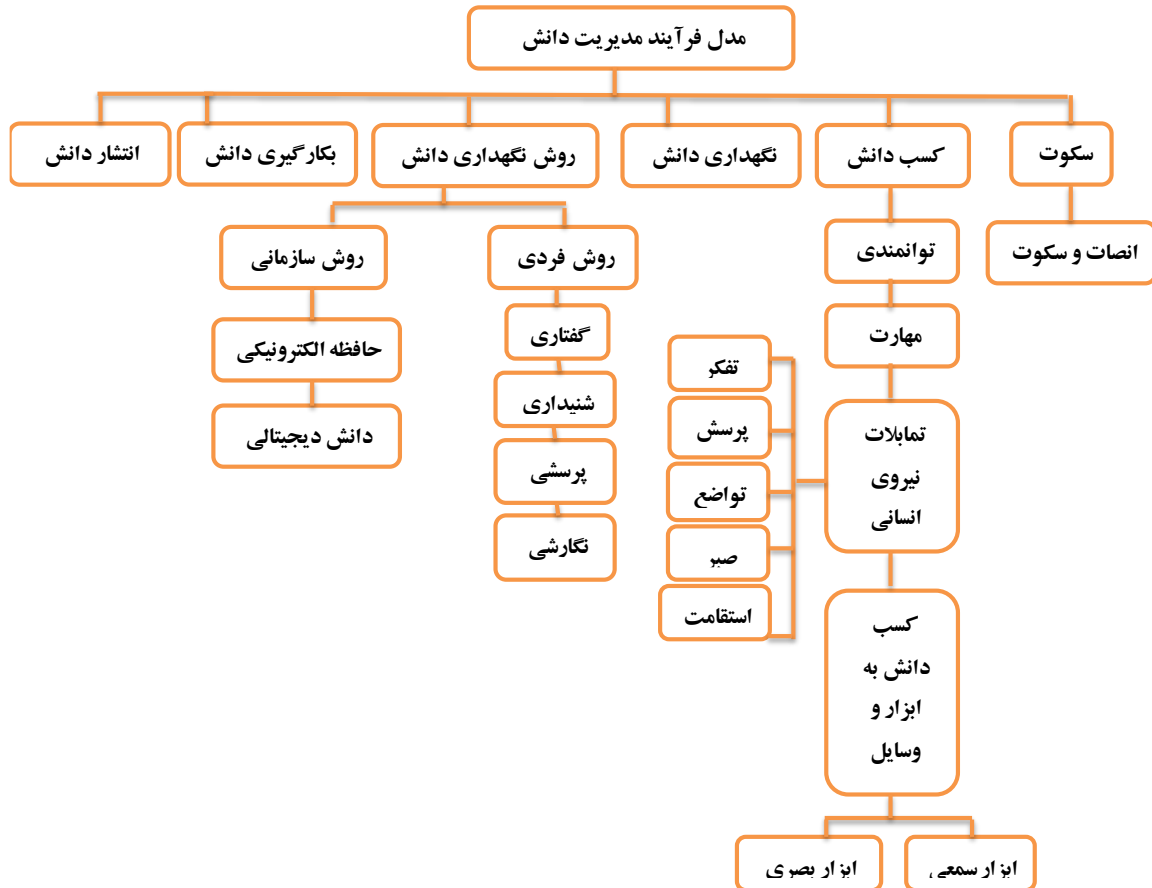 مدل فرآیند مدیریت دانش
سکوت
کسب دانش
نگهداری دانش
روش نگهداری دانش
بکارگیری دانش
انتشار دانش
انصات و سکوت
توانمندی
مهارت
تمابلات
نیروی
انسانی
تفکر
پرسش
تواضع
صبر
استقامت
کسب
دانش به
ابزار و
وسایل
ابزار سمعی
ابزار بصری
روش فردی
گفتاری
شنیداری
پرسشی
نگارشی
روش سازمانی
حافظه الکترونیکی
دانش دیجیتالی